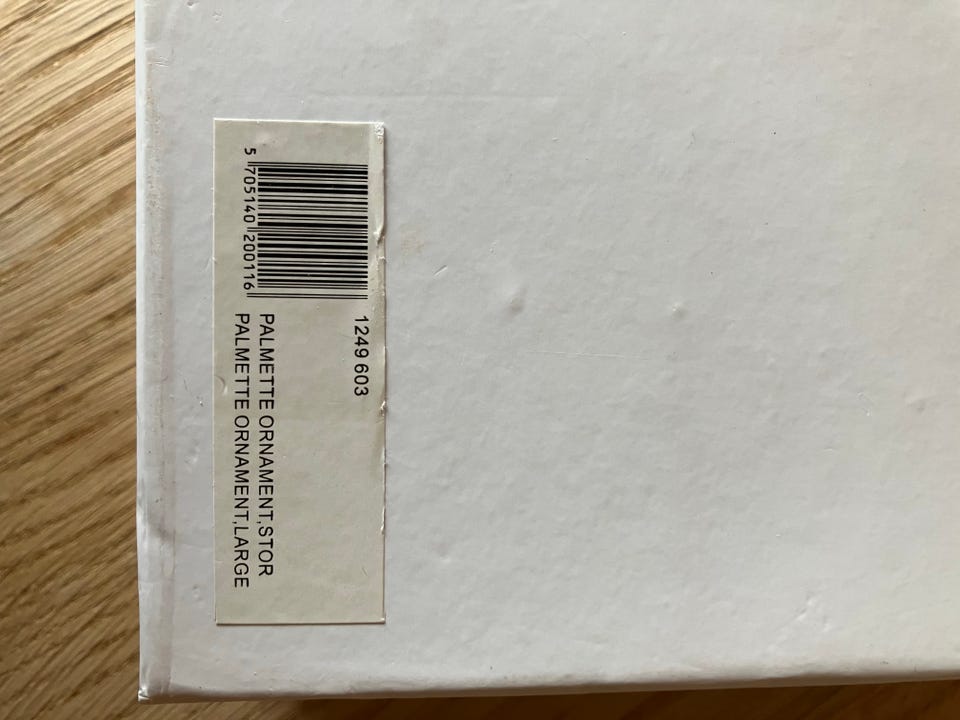 1249 603
5 705140 200116
PALMETTE ORNAMENT,STOR
PALMETTE ORNAMENT,LARGE